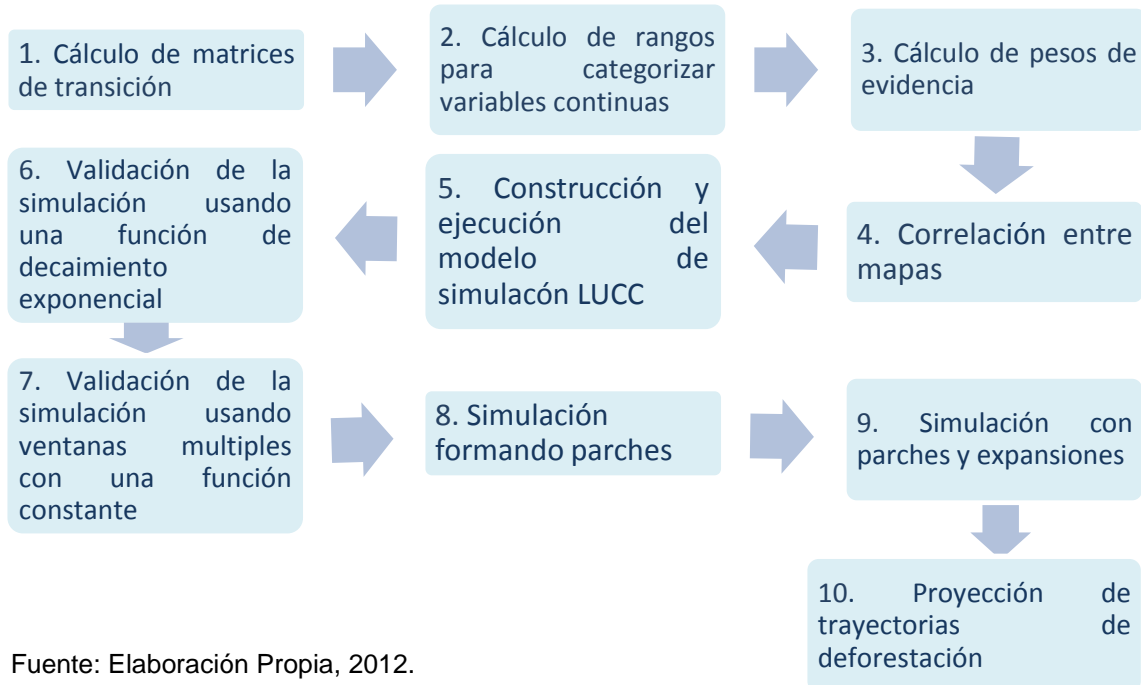 1. Cálculo de matrices
de transición
2. Cálculo de rangos
para categorizar
variables continuas
3. Cálculo de pesos de
evidencia
4. Correlación entre
mapas
5. Construcción y
ejecución del
modelo de
simulacón LUCC
6. Validación de la
simulación usando
una función de
decaimiento
exponencial
7. Validación de la
simulación usando
ventanas multiples
con una función
constante
8. Simulación
formando parches
9. Simulación con
parches y expansiones
10. Proyección de
trayectorias de
deforestación
Fuente: Elaboración Propia, 2012.